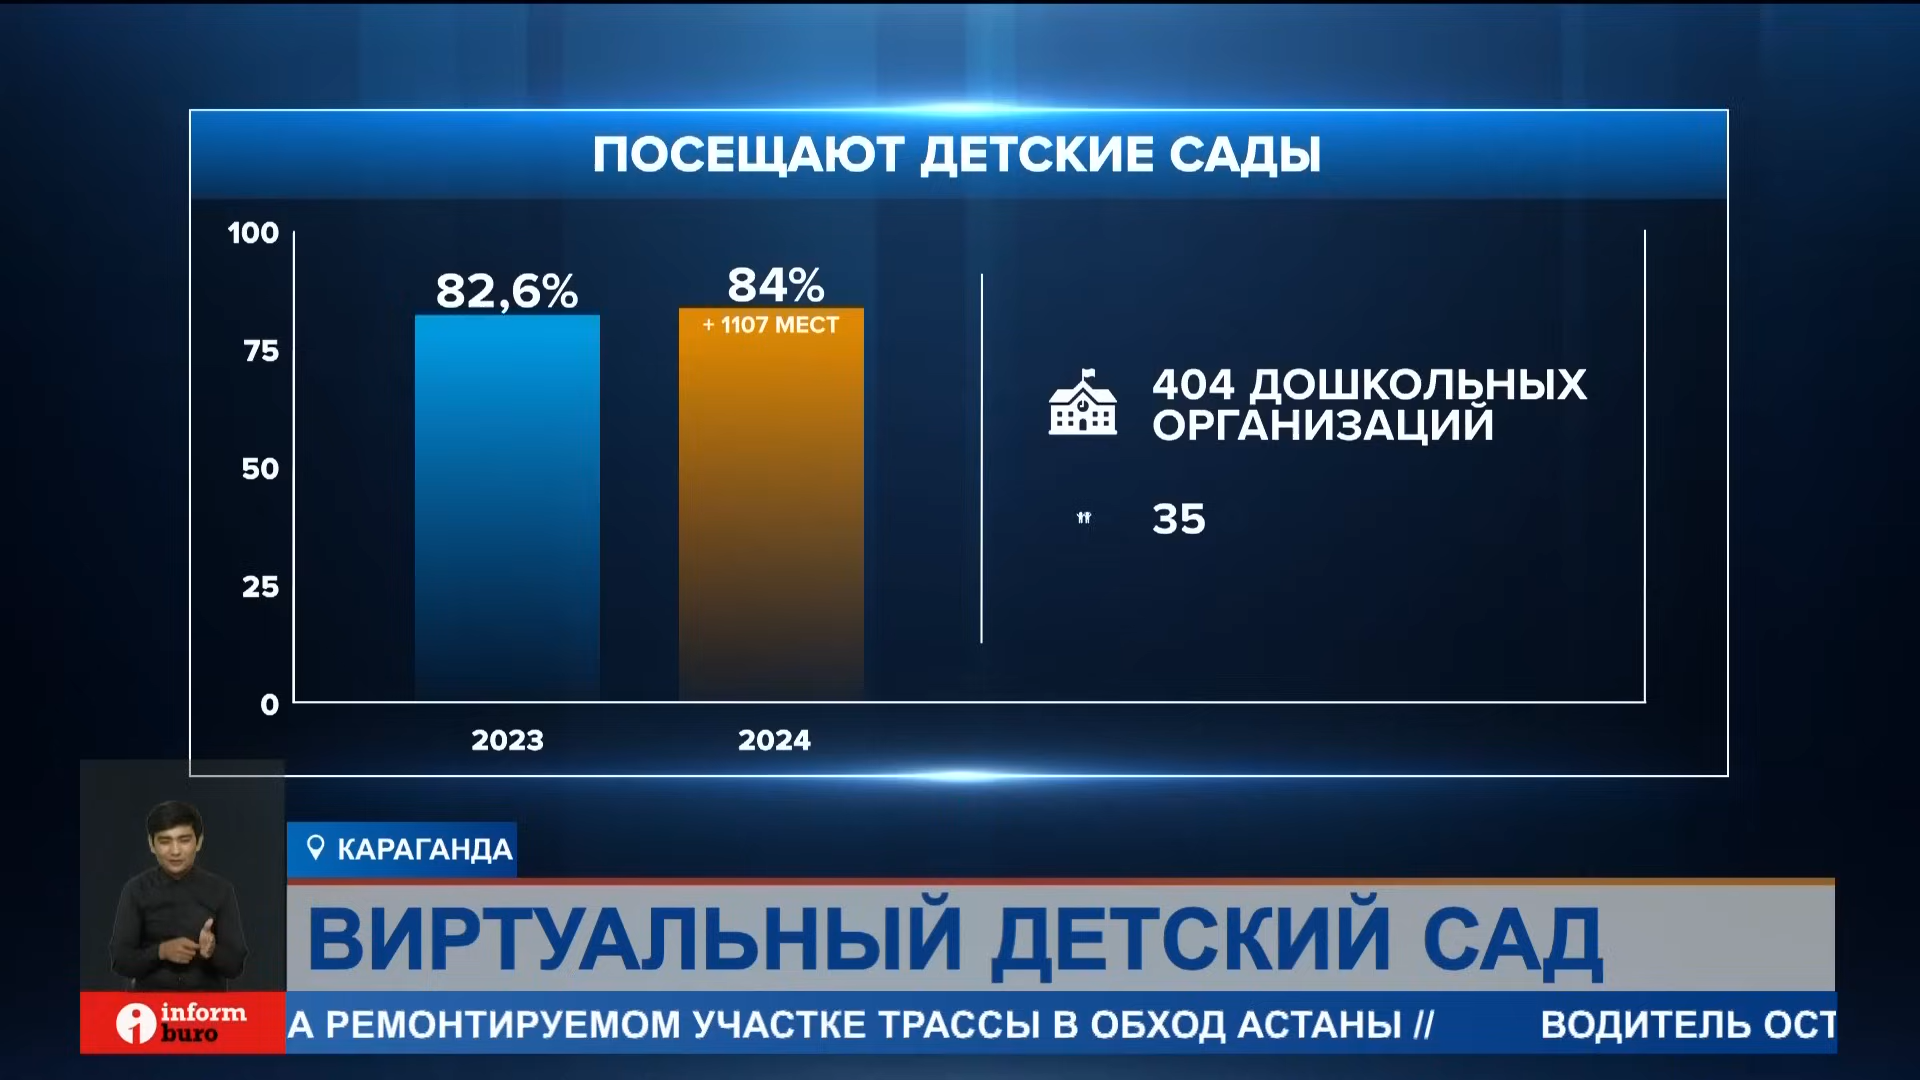 ПОСЕЩАЮТ ДЕТСКИЕ САДЫ
100
75
50
25
0
82,6%
84%
+ 1107 МЕСТ
2023
2024
404 ДОШКОЛЬНЫХ
ОРГАНИЗАЦИЙ
35
КАРАГАНДА
ВИРТУАЛЬНЫЙ ДЕТСКИЙ САД
inform
buro
А РЕМОНТИРУЕМОМ УЧАСТКЕ ТРАССЫ В ОБХОД АСТАНЫ // ВОДИТЕЛЬ ОСТ